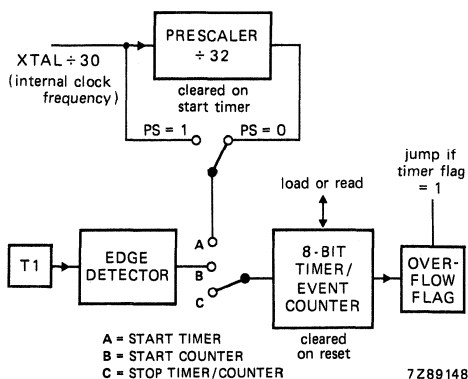 PRESCALER
÷ 32
XTAL ÷ 30
(internal clock
frequency)
cleared on
start timer
PS = 1
PS = 0
jump if
timer flag
= 1
load or read
A
T1
EDGE
DETECTOR
B
C
8-BIT
TIMER/
EVENT
COUNTER
OVER-
FLOW
FLAG
cleared
on reset
A = START TIMER
B = START COUNTER
C = STOP TIMER/COUNTER
7Z89148